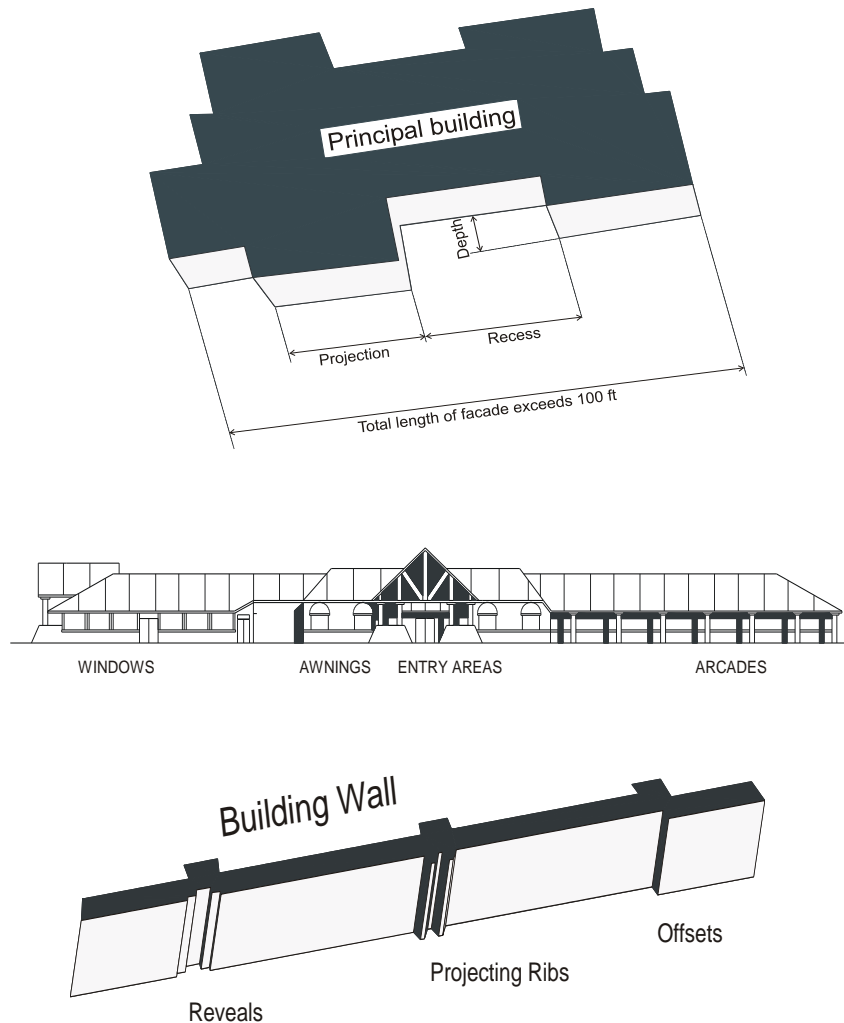 Principal building
Depth
Projection
Recess
Total length of facade exceeds 100 ft
WINDOWS
AWNINGS
ENTRY AREAS
ARCADES
Building Wall
Offsets
Projecting Ribs
Reveals